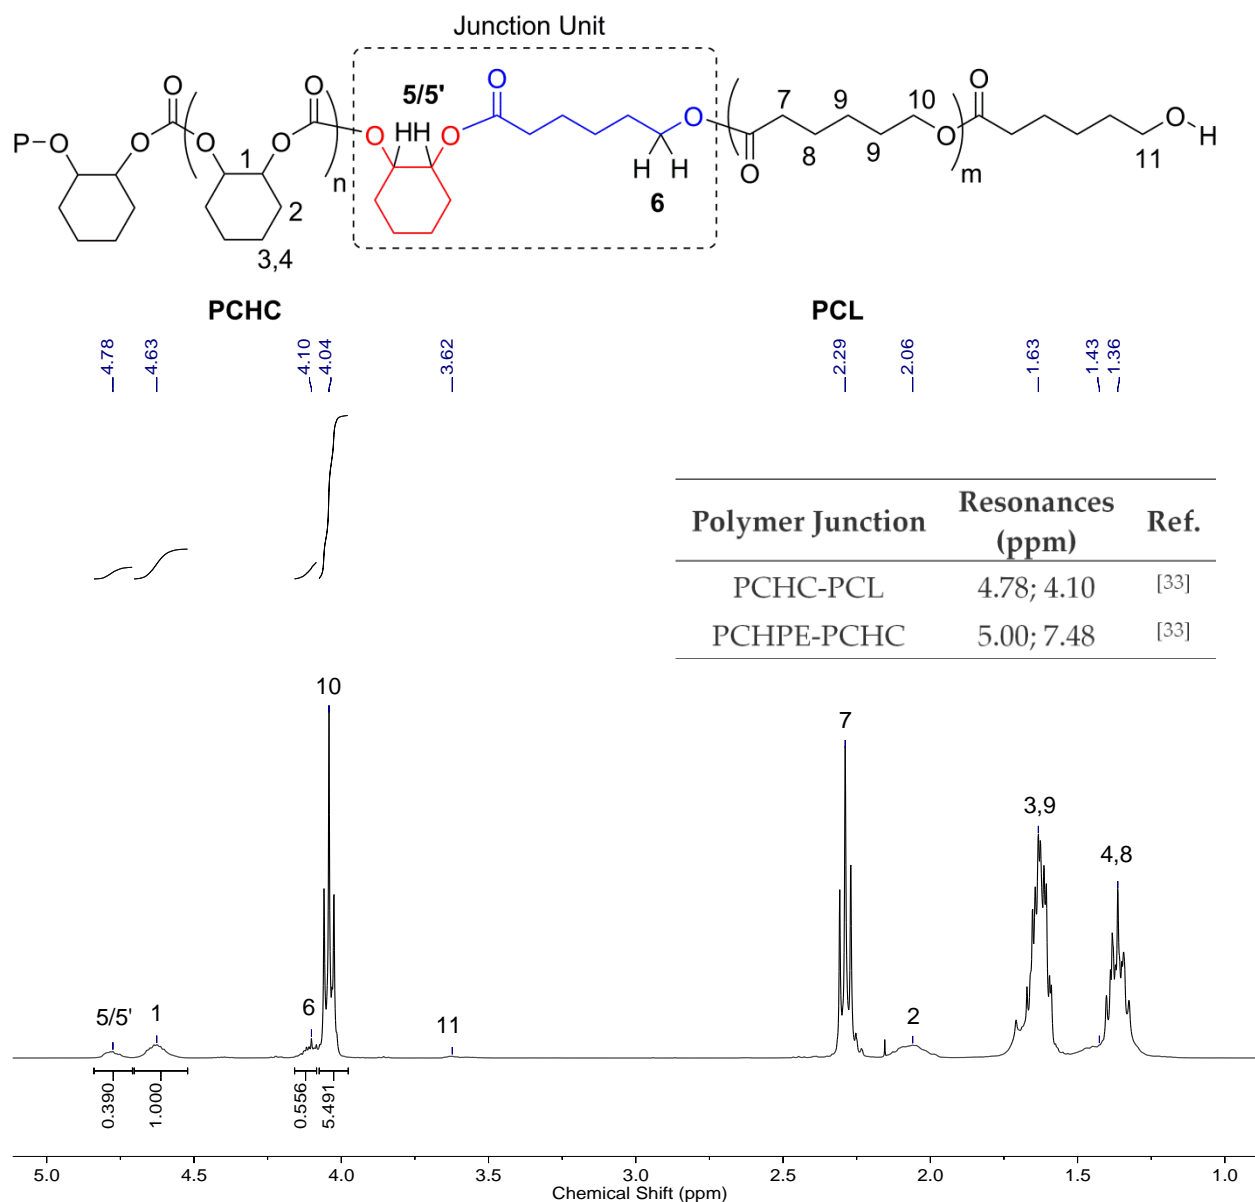 Junction Unit
O O O 5/5' O 7 9 10 O
P O O O O O HH O O O O O H
1 n H H O 8 9 m 11
2 6
3,4
PCHC PCL
4.78 4.63 4.10 4.04 3.62 2.29 2.06 1.63 1.43 1.36
Polymer Junction Resonances (ppm) Ref.
PCHC-PCL 4.78; 4.10 [33]
PCHPE-PCHC 5.00; 7.48 [33]
10
7
3,9
4,8
5/5' 1 6 11 2
0.390 1.000 0.556 5.491
5.0 4.5 4.0 3.5 3.0 2.5 2.0 1.5 1.0
Chemical Shift (ppm)